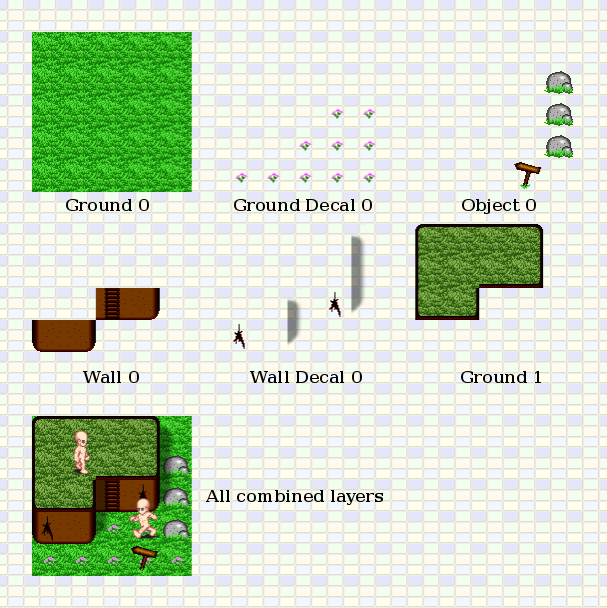 Ground 0
Ground Decal 0
Object 0
Wall 0
Wall Decal 0
Ground 1
All combined layers